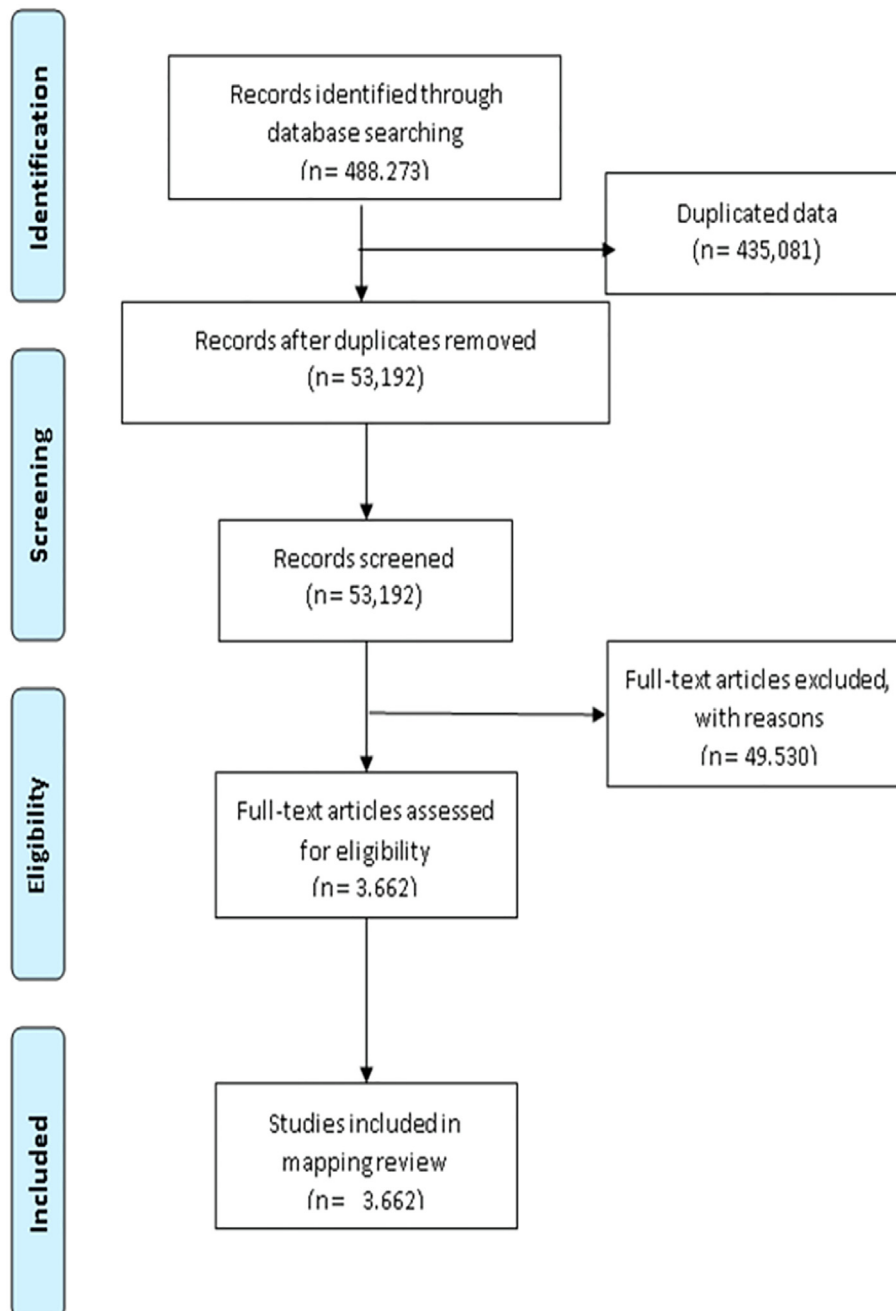 Identification
Records identified through
database searching
(n= 488,273)
Duplicated data
(n= 435,081)
Records after duplicates removed
(n= 53,192)
Screening
Records screened
(n= 53,192)
Full-text articles excluded,
with reasons
(n= 49,530)
Eligibility
Full-text articles assessed
for eligibility
(n= 3,662)
Included
Studies included in
mapping review
(n= 3,662)